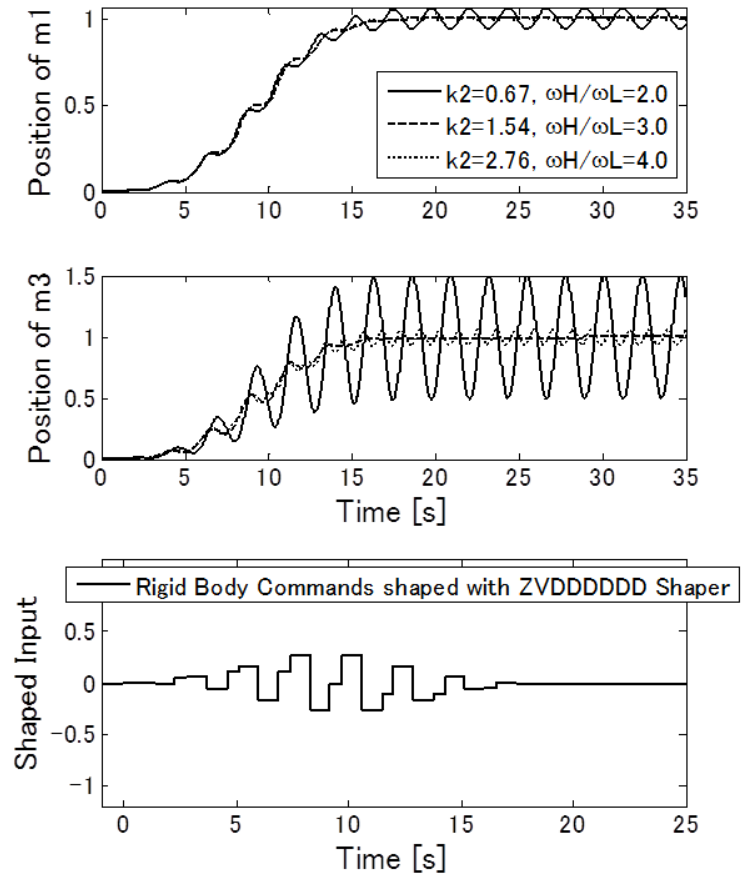 Position of m1
1
0.5
0
k2=0.67, ωH/ωL=2.0
k2=1.54, ωH/ωL=3.0
k2=2.76, ωH/ωL=4.0
0 5 10 15 20 25 30 35
Position of m3
1.5
1
0.5
0
0 5 10 15 20 25 30 35
Time [s]
Shaped Input
Rigid Body Commands shaped with ZVDDDDDD Shaper
0.5
0
-0.5
-1
0 5 10 15 20 25
Time [s]